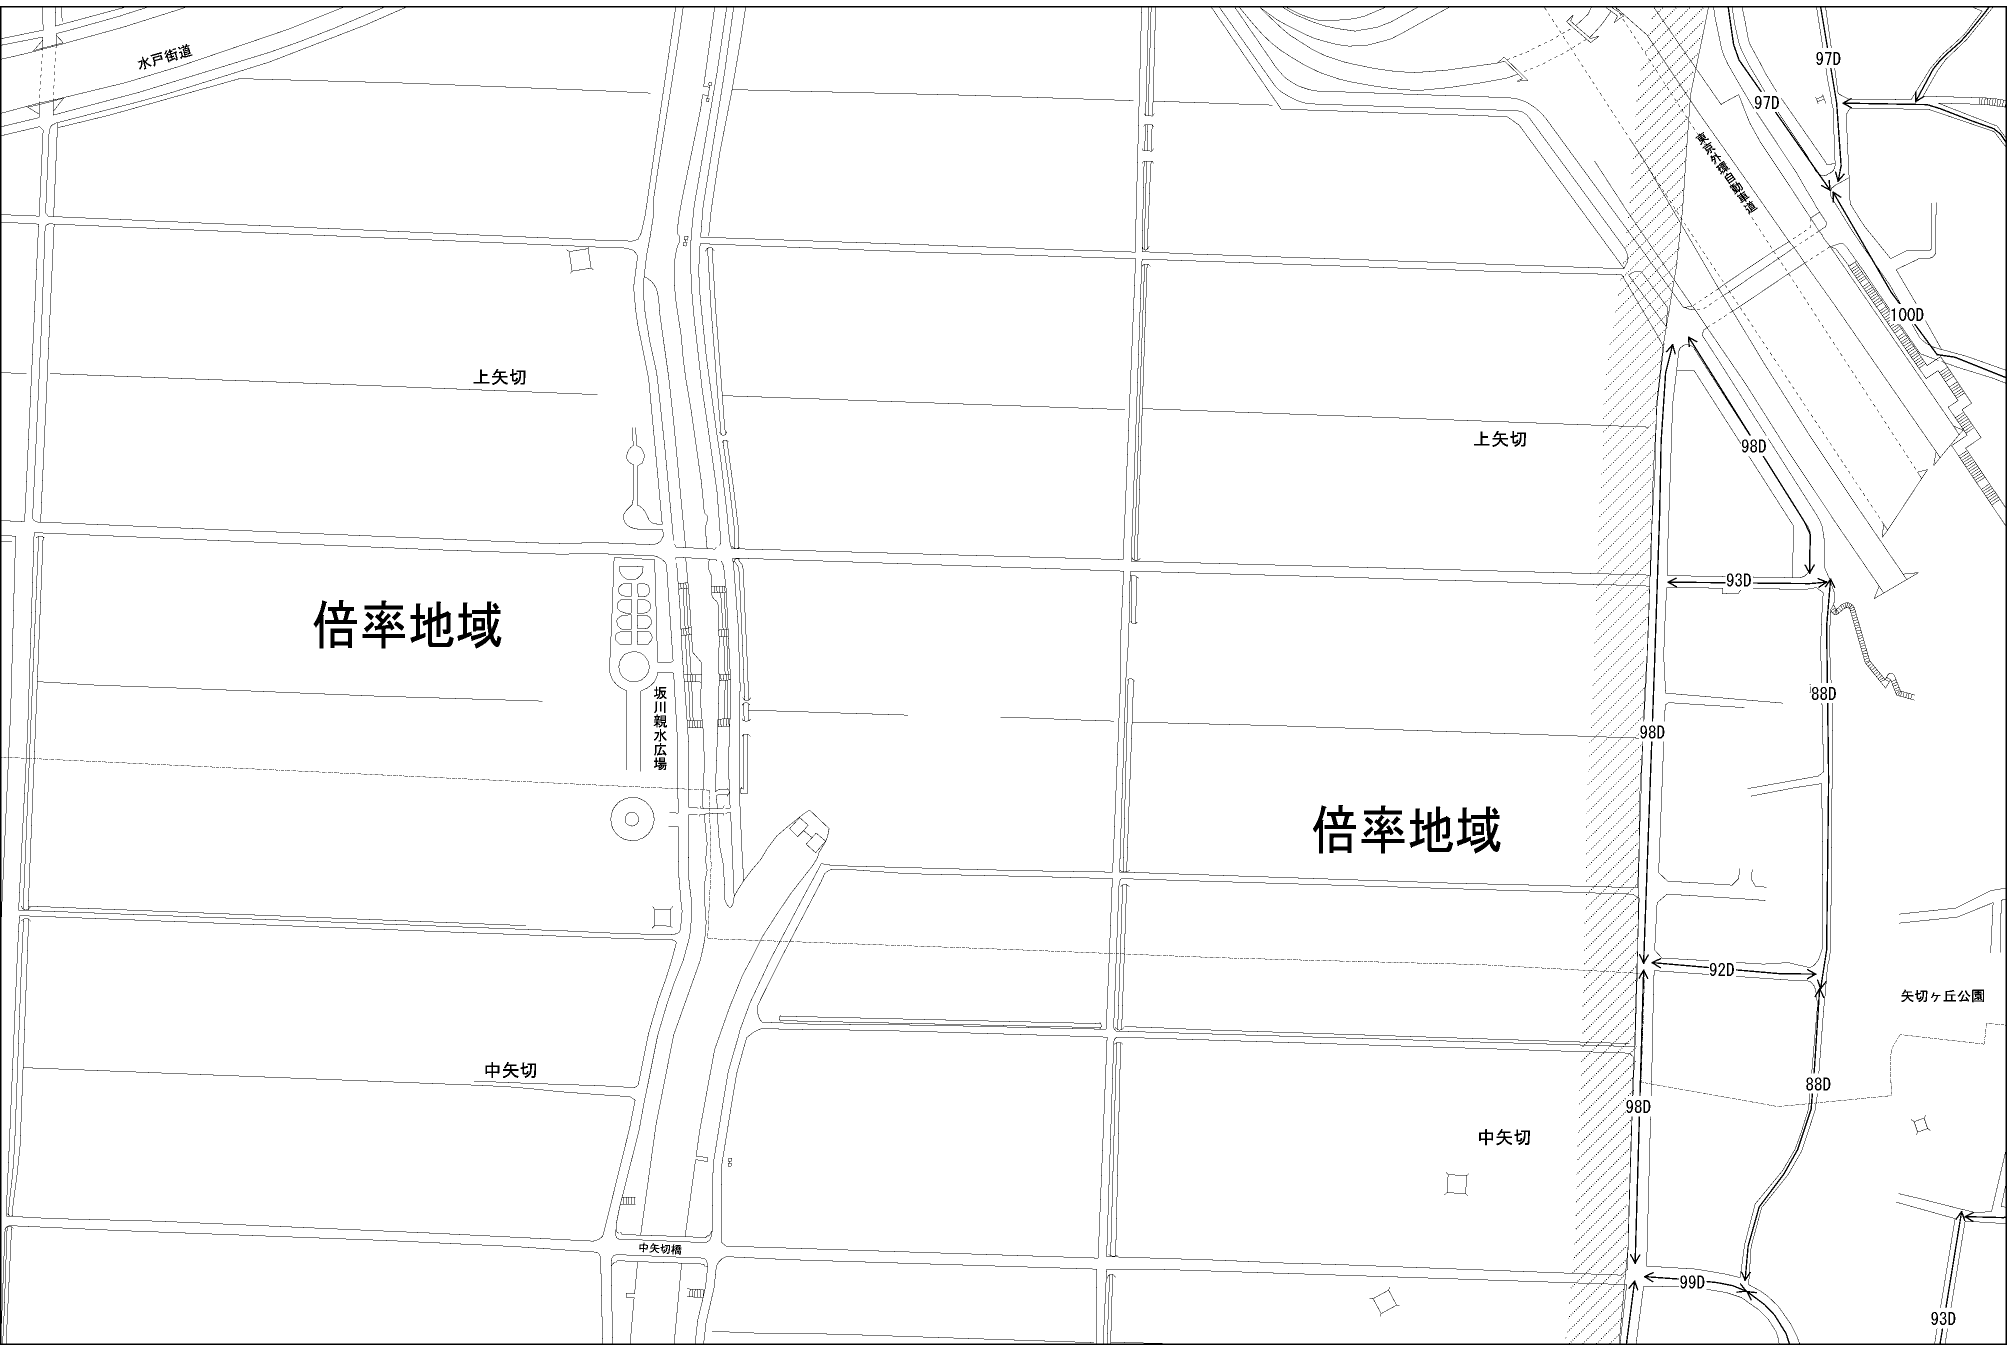 水戸街道
97D
97D
東京外環自動車道
100D
上矢切
上矢切
98D
93D
倍率地域
坂川親水広場
88D
98D
倍率地域
92D
矢切ヶ丘公園
中矢切
88D
98D
中矢切
中矢切橋
99D
93D